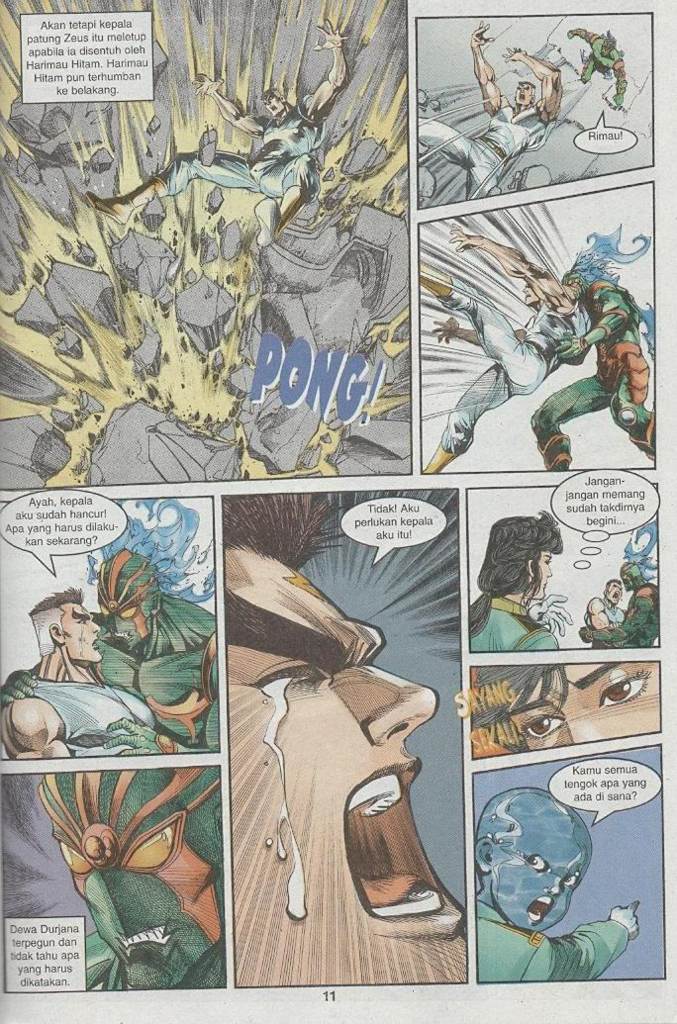 Akan tetapi kepala
patung Zeus itu meletup
apabila ia disentuh oleh
Harimau Hitam. Harimau
Hitam pun terhumban
ke belakang.
PONG!
Rimau!
Ayah, kepala
aku sudah hancur!
Apa yang harus dilaku-
kan sekarang?
Tidak! Aku
perlukan kepala
aku itu!
Jangan-
jangan memang
sudah takdirnya
begini...
SAYANG
SEKALI
Kamu semua
tengok apa yang
ada di sana?
Dewa Durjana
terpegun dan
tidak tahu apa
yang harus
dikatakan.
11